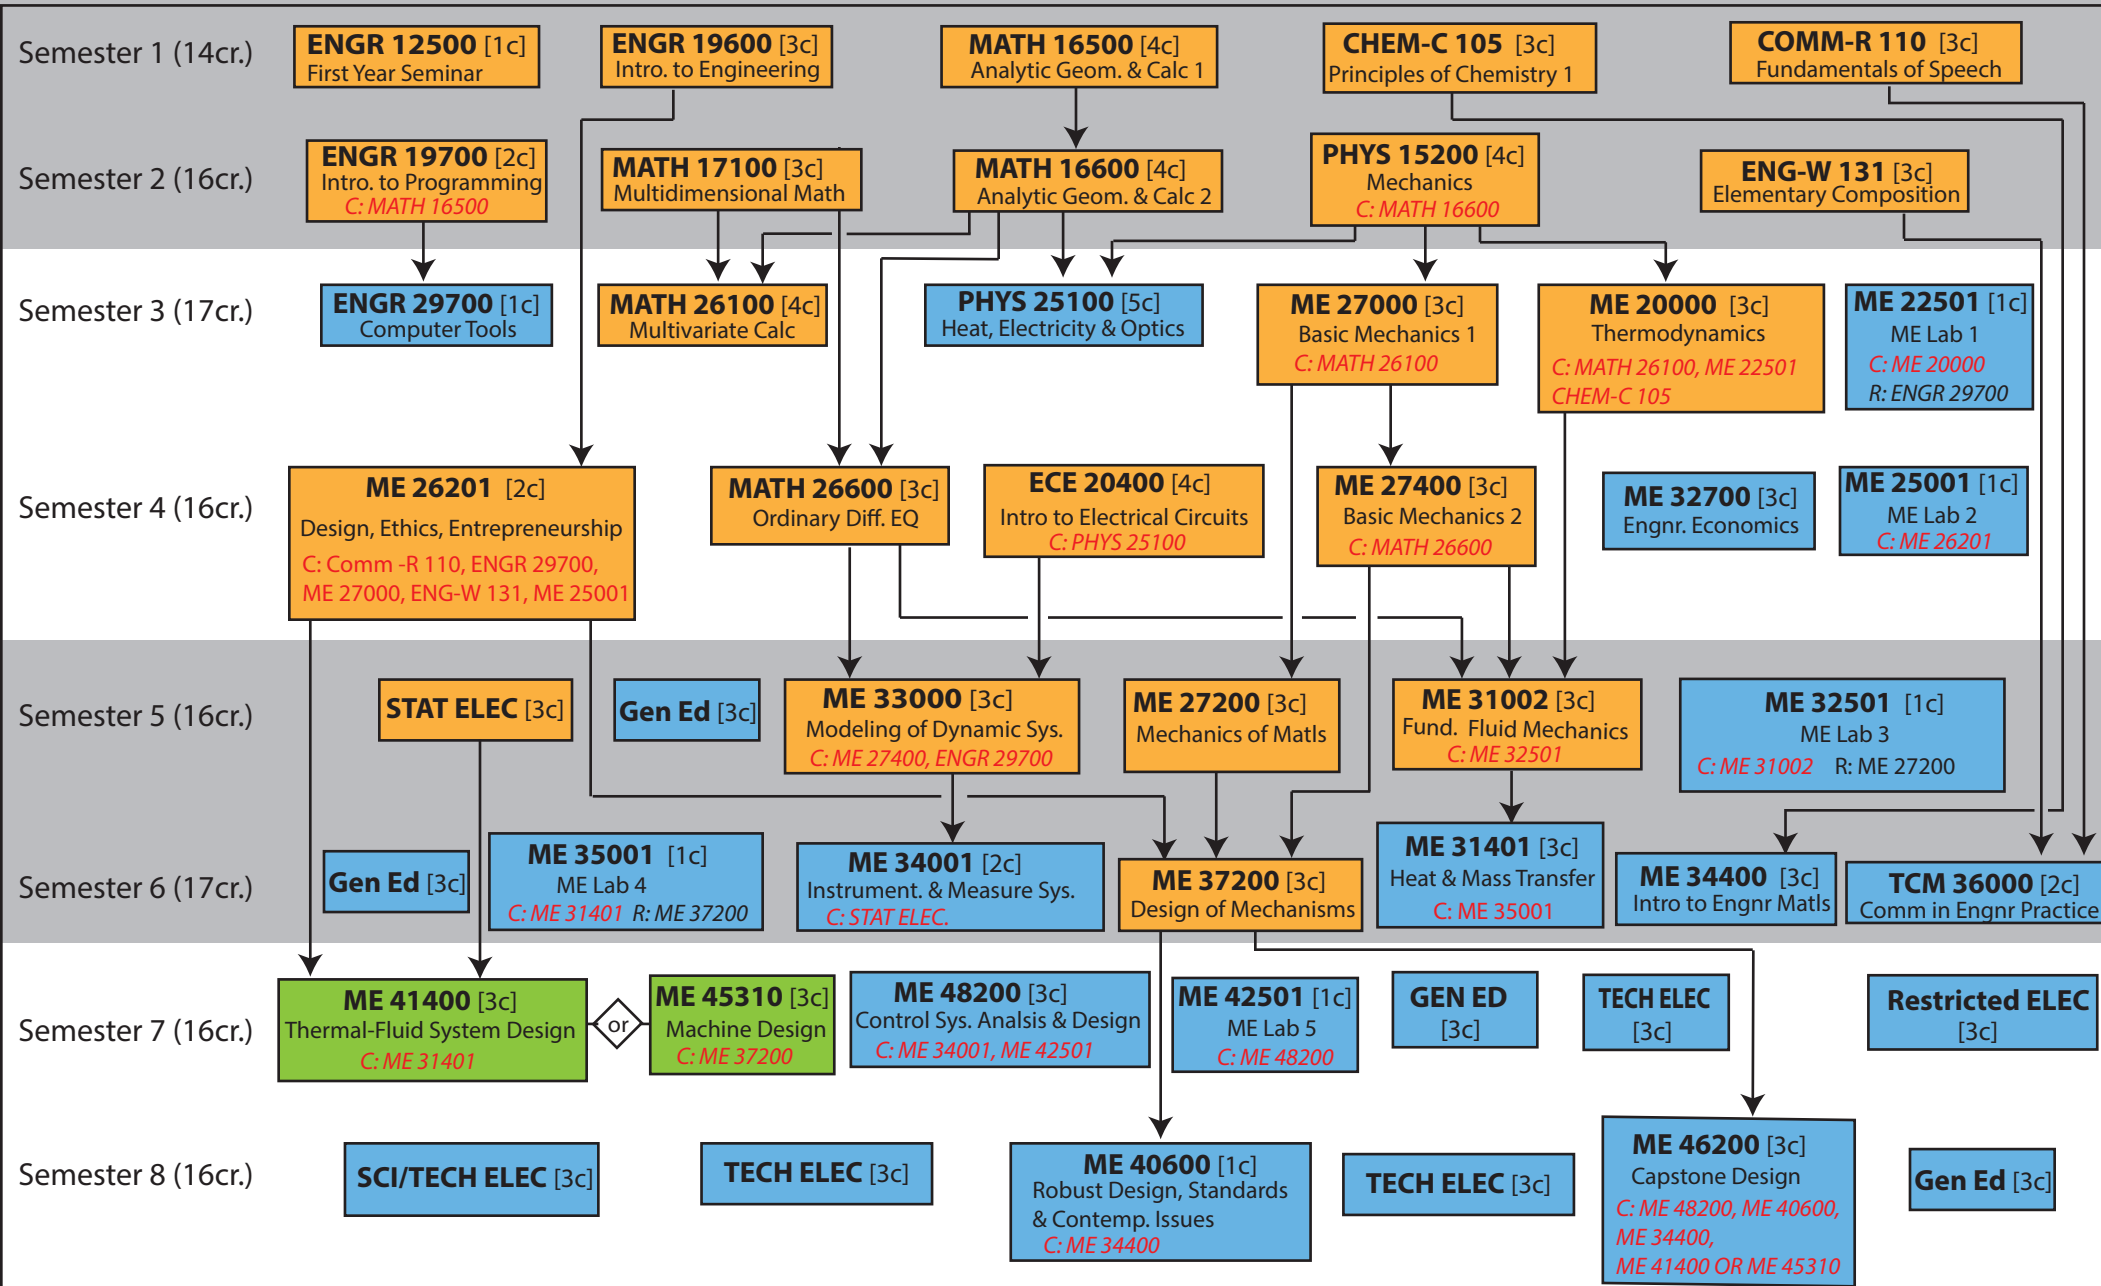 Semester 1 (14cr.)
ENGR 12500 [1c]
First Year Seminar
ENGR 19600 [3c]
Intro. to Engineering
MATH 16500 [4c]
Analytic Geom. & Calc 1
CHEM-C 105 [3c]
Principles of Chemistry 1
COMM-R 110 [3c]
Fundamentals of Speech
Semester 2 (16cr.)
ENGR 19700 [2c]
Intro. to Programming
C: MATH 16500
MATH 17100 [3c]
Multidimensional Math
MATH 16600 [4c]
Analytic Geom. & Calc 2
PHYS 15200 [4c]
Mechanics
C: MATH 16600
ENG-W 131 [3c]
Elementary Composition
Semester 3 (17cr.)
ENGR 29700 [1c]
Computer Tools
MATH 26100 [4c]
Multivariate Calc
PHYS 25100 [5c]
Heat, Electricity & Optics
ME 27000 [3c]
Basic Mechanics 1
C: MATH 26100
ME 20000 [3c]
Thermodynamics
C: MATH 26100, ME 22501
CHEM-C 105
ME 22501 [1c]
ME Lab 1
C: ME 20000
R: ENGR 29700
Semester 4 (16cr.)
ME 26201 [2c]
Design, Ethics, Entrepreneurship
C: Comm -R 110, ENGR 29700,
ME 27000, ENG-W 131, ME 25001
MATH 26600 [3c]
Ordinary Diff. EQ
ECE 20400 [4c]
Intro to Electrical Circuits
C: PHYS 25100
ME 27400 [3c]
Basic Mechanics 2
C: MATH 26600
ME 32700 [3c]
Engnr. Economics
ME 25001 [1c]
ME Lab 2
C: ME 26201
Semester 5 (16cr.)
STAT ELEC [3c]
Gen Ed [3c]
ME 33000 [3c]
Modeling of Dynamic Sys.
C: ME 27400, ENGR 29700
ME 27200 [3c]
Mechanics of Matls
ME 31002 [3c]
Fund. Fluid Mechanics
C: ME 32501
ME 32501 [1c]
ME Lab 3
C: ME 31002 R: ME 27200
Semester 6 (17cr.)
Gen Ed [3c]
ME 35001 [1c]
ME Lab 4
C: ME 31401 R: ME 37200
ME 34001 [2c]
Instrument. & Measure Sys.
C: STAT ELEC.
ME 37200 [3c]
Design of Mechanisms
ME 31401 [3c]
Heat & Mass Transfer
C: ME 35001
ME 34400 [3c]
Intro to Engnr Matls
TCM 36000 [2c]
Comm in Engnr Practice
Semester 7 (16cr.)
ME 41400 [3c]
Thermal-Fluid System Design
C: ME 31401
or
ME 45310 [3c]
Machine Design
C: ME 37200
ME 48200 [3c]
Control Sys. Analsis & Design
C: ME 34001, ME 42501
ME 42501 [1c]
ME Lab 5
C: ME 48200
GEN ED
[3c]
TECH ELEC
[3c]
Restricted ELEC
[3c]
Semester 8 (16cr.)
SCI/TECH ELEC [3c]
TECH ELEC [3c]
ME 40600 [1c]
Robust Design, Standards
& Contemp. Issues
C: ME 34400
TECH ELEC [3c]
ME 46200 [3c]
Capstone Design
C: ME 48200, ME 40600,
ME 34400,
ME 41400 OR ME 45310
Gen Ed [3c]